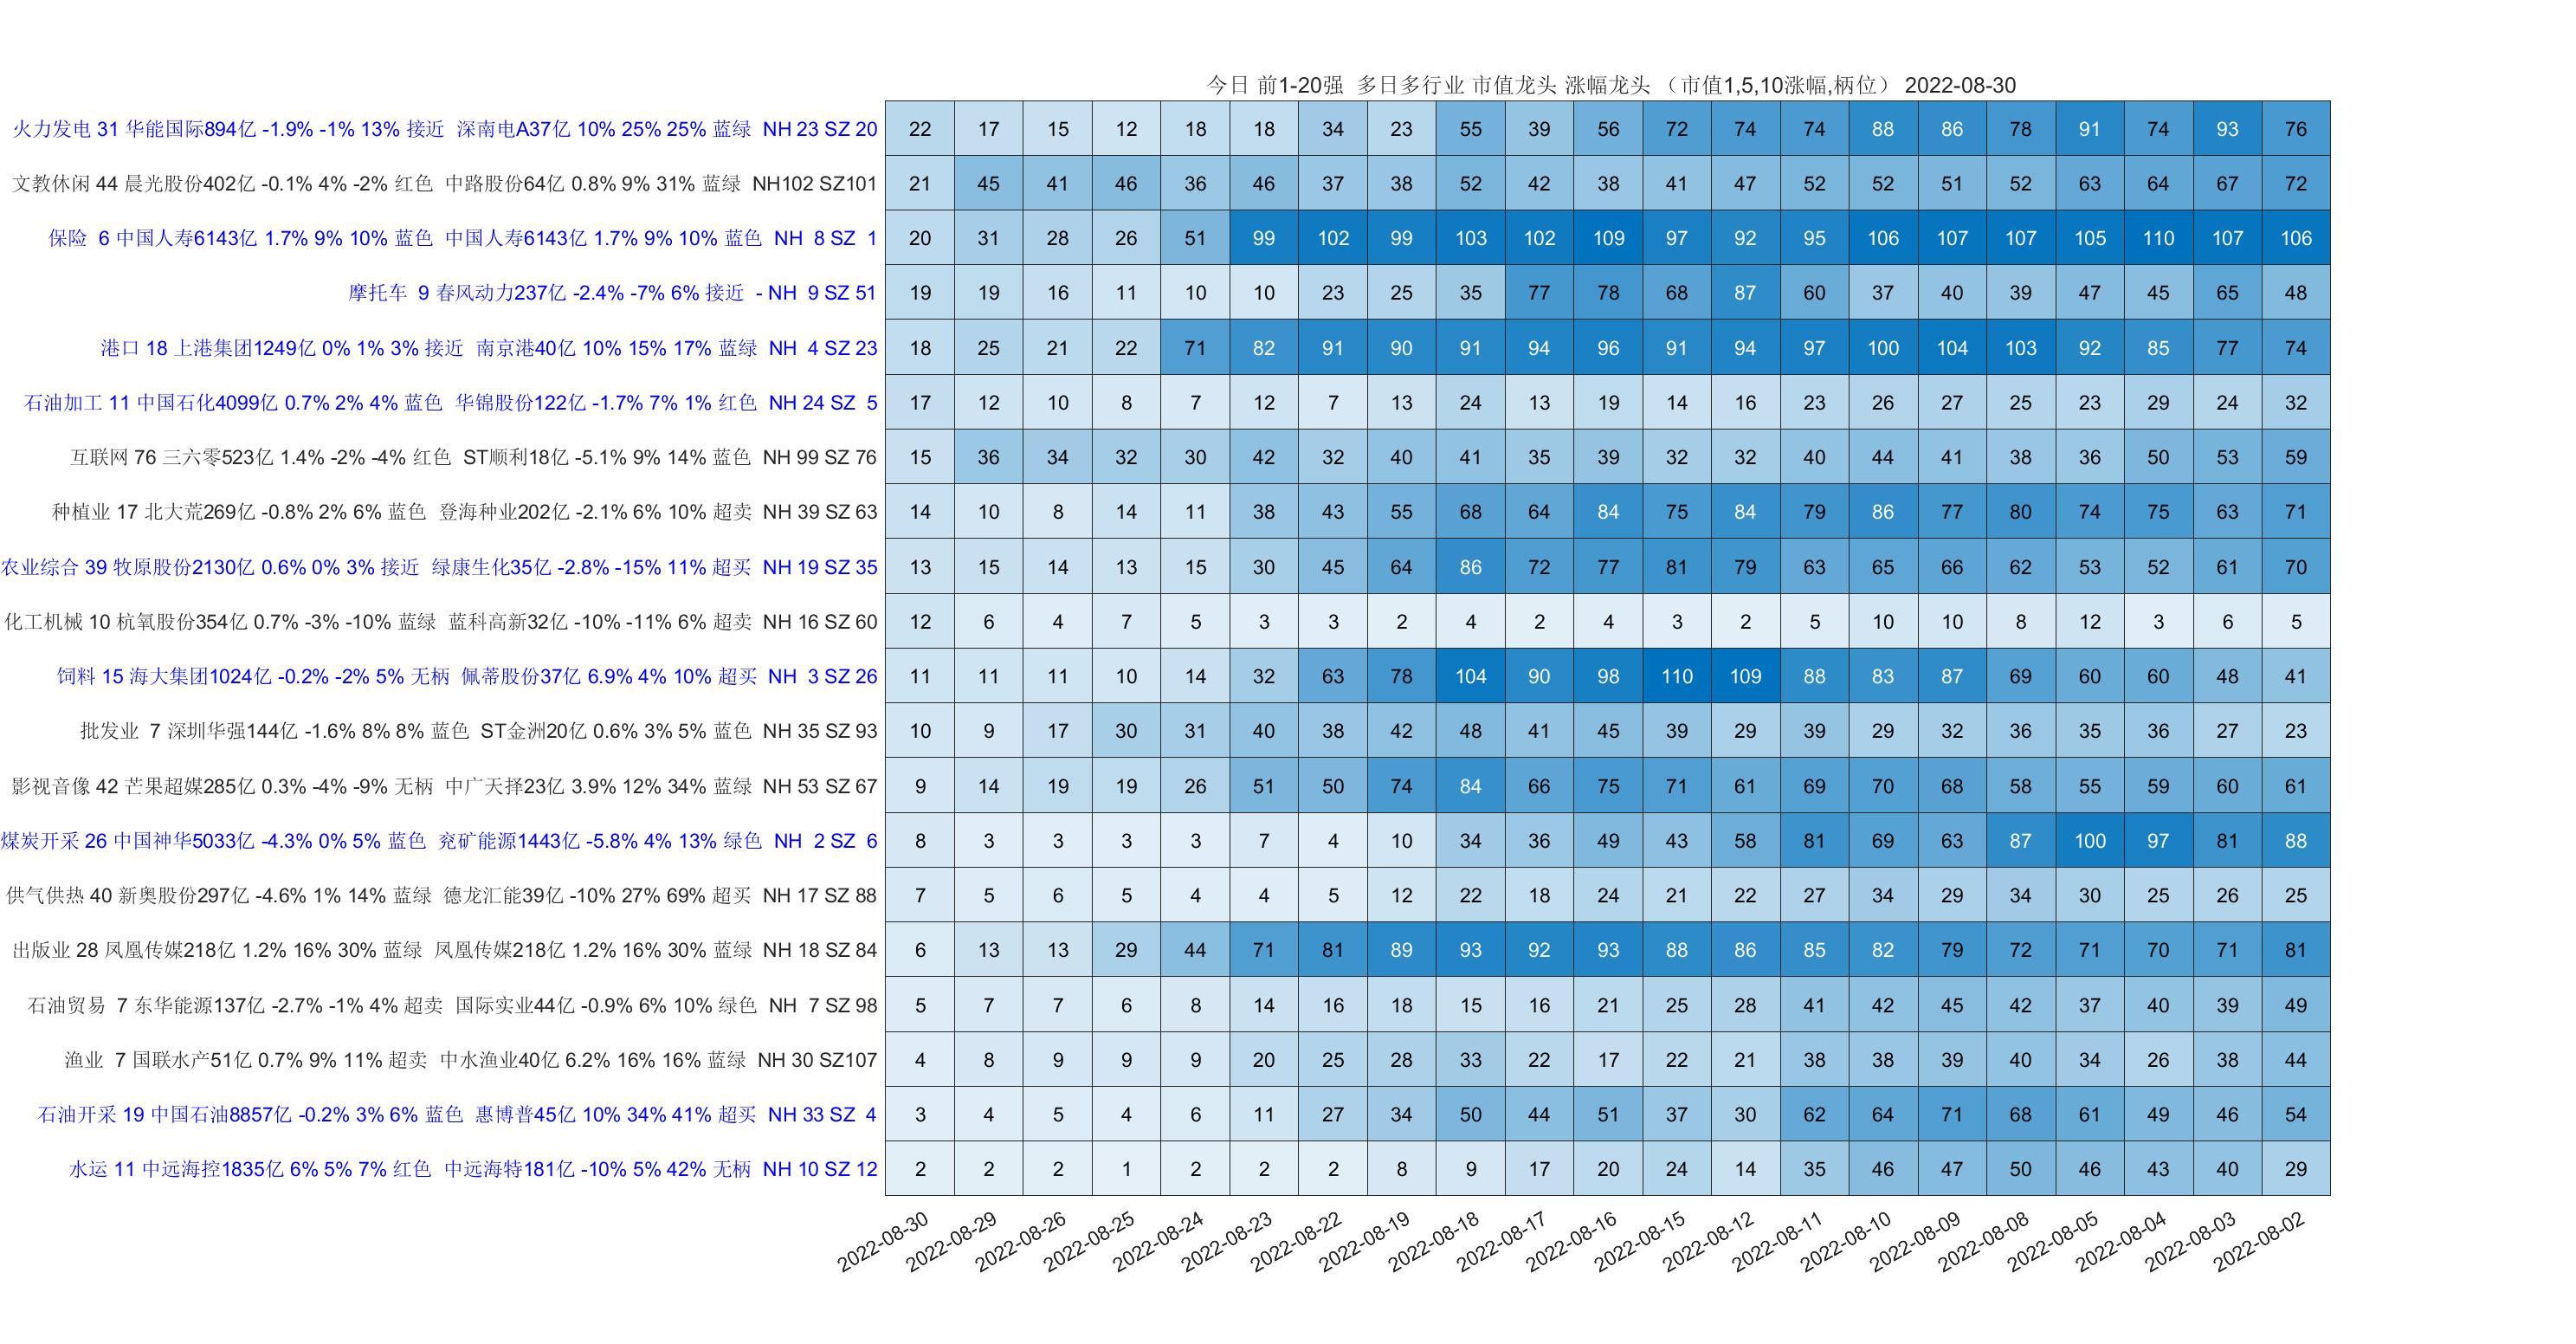 今日 前1-20强 多日多行业 市值龙头 涨幅龙头 （市值1,5,10涨幅,柄位） 2022-08-30
火力发电 31 华能国际894亿 -1.9% -1% 13% 接近 深南电A37亿 10% 25% 25% 蓝绿 NH 23 SZ 20 22 17 15 12 18 18 34 23 55 39 56 72 74 74 88 86 78 91 74 93 76
文教休闲 44 晨光股份402亿 -0.1% 4% -2% 红色 中路股份64亿 0.8% 9% 31% 蓝绿 NH102 SZ101 21 45 41 46 36 46 37 38 52 42 38 41 47 52 52 51 52 63 64 67 72
保险 6 中国人寿6143亿 1.7% 9% 10% 蓝色 中国人寿6143亿 1.7% 9% 10% 蓝色 NH 8 SZ 1 20 31 28 26 51 99 102 99 103 102 109 97 92 95 106 107 107 105 110 107 106
摩托车 9 春风动力237亿 -2.4% -7% 6% 接近 - NH 9 SZ 51 19 19 16 11 10 10 23 25 35 77 78 68 87 60 37 40 39 47 45 65 48
港口 18 上港集团1249亿 0% 1% 3% 接近 南京港40亿 10% 15% 17% 蓝绿 NH 4 SZ 23 18 25 21 22 71 82 91 90 91 94 96 91 94 97 100 104 103 92 85 77 74
石油加工 11 中国石化4099亿 0.7% 2% 4% 蓝色 华锦股份122亿 -1.7% 7% 1% 红色 NH 24 SZ 5 17 12 10 8 7 12 7 13 24 13 19 14 16 23 26 27 25 23 29 24 32
互联网 76 三六零523亿 1.4% -2% -4% 红色 ST顺利18亿 -5.1% 9% 14% 蓝色 NH 99 SZ 76 15 36 34 32 30 42 32 40 41 35 39 32 32 40 44 41 38 36 50 53 59
种植业 17 北大荒269亿 -0.8% 2% 6% 蓝色 登海种业202亿 -2.1% 6% 10% 超卖 NH 39 SZ 63 14 10 8 14 11 38 43 55 68 64 84 75 84 79 86 77 80 74 75 63 71
农业综合 39 牧原股份2130亿 0.6% 0% 3% 接近 绿康生化35亿 -2.8% -15% 11% 超买 NH 19 SZ 35 13 15 14 13 15 30 45 64 86 72 77 81 79 63 65 66 62 53 52 61 70
化工机械 10 杭氧股份354亿 0.7% -3% -10% 蓝绿 蓝科高新32亿 -10% -11% 6% 超卖 NH 16 SZ 60 12 6 4 7 5 3 3 2 4 2 4 3 2 5 10 10 8 12 3 6 5
饲料 15 海大集团1024亿 -0.2% -2% 5% 无柄 佩蒂股份37亿 6.9% 4% 10% 超买 NH 3 SZ 26 11 11 11 10 14 32 63 78 104 90 98 110 109 88 83 87 69 60 60 48 41
批发业 7 深圳华强144亿 -1.6% 8% 8% 蓝色 ST金洲20亿 0.6% 3% 5% 蓝色 NH 35 SZ 93 10 9 17 30 31 40 38 42 48 41 45 39 29 39 29 32 36 35 36 27 23
影视音像 42 芒果超媒285亿 0.3% -4% -9% 无柄 中广天择23亿 3.9% 12% 34% 蓝绿 NH 53 SZ 67 9 14 19 19 26 51 50 74 84 66 75 71 61 69 70 68 58 55 59 60 61
煤炭开采 26 中国神华5033亿 -4.3% 0% 5% 蓝色 兖矿能源1443亿 -5.8% 4% 13% 绿色 NH 2 SZ 6 8 3 3 3 3 7 4 10 34 36 49 43 58 81 69 63 87 100 97 81 88
供气供热 40 新奥股份297亿 -4.6% 1% 14% 蓝绿 德龙汇能39亿 -10% 27% 69% 超买 NH 17 SZ 88 7 5 6 5 4 4 5 12 22 18 24 21 22 27 34 29 34 30 25 26 25
出版业 28 凤凰传媒218亿 1.2% 16% 30% 蓝绿 凤凰传媒218亿 1.2% 16% 30% 蓝绿 NH 18 SZ 84 6 13 13 29 44 71 81 89 93 92 93 88 86 85 82 79 72 71 70 71 81
石油贸易 7 东华能源137亿 -2.7% -1% 4% 超卖 国际实业44亿 -0.9% 6% 10% 绿色 NH 7 SZ 98 5 7 7 6 8 14 16 18 15 16 21 25 28 41 42 45 42 37 40 39 49
渔业 7 国联水产51亿 0.7% 9% 11% 超卖 中水渔业40亿 6.2% 16% 16% 蓝绿 NH 30 SZ107 4 8 9 9 9 20 25 28 33 22 17 22 21 38 38 39 40 34 26 38 44
石油开采 19 中国石油8857亿 -0.2% 3% 6% 蓝色 惠博普45亿 10% 34% 41% 超买 NH 33 SZ 4 3 4 5 4 6 11 27 34 50 44 51 37 30 62 64 71 68 61 49 46 54
水运 11 中远海控1835亿 6% 5% 7% 红色 中远海特181亿 -10% 5% 42% 无柄 NH 10 SZ 12 2 2 2 1 2 2 2 8 9 17 20 24 14 35 46 47 50 46 43 40 29
2022-08-30 2022-08-29 2022-08-26 2022-08-25 2022-08-24 2022-08-23 2022-08-22 2022-08-19 2022-08-18 2022-08-17 2022-08-16 2022-08-15 2022-08-12 2022-08-11 2022-08-10 2022-08-09 2022-08-08 2022-08-05 2022-08-04 2022-08-03 2022-08-02